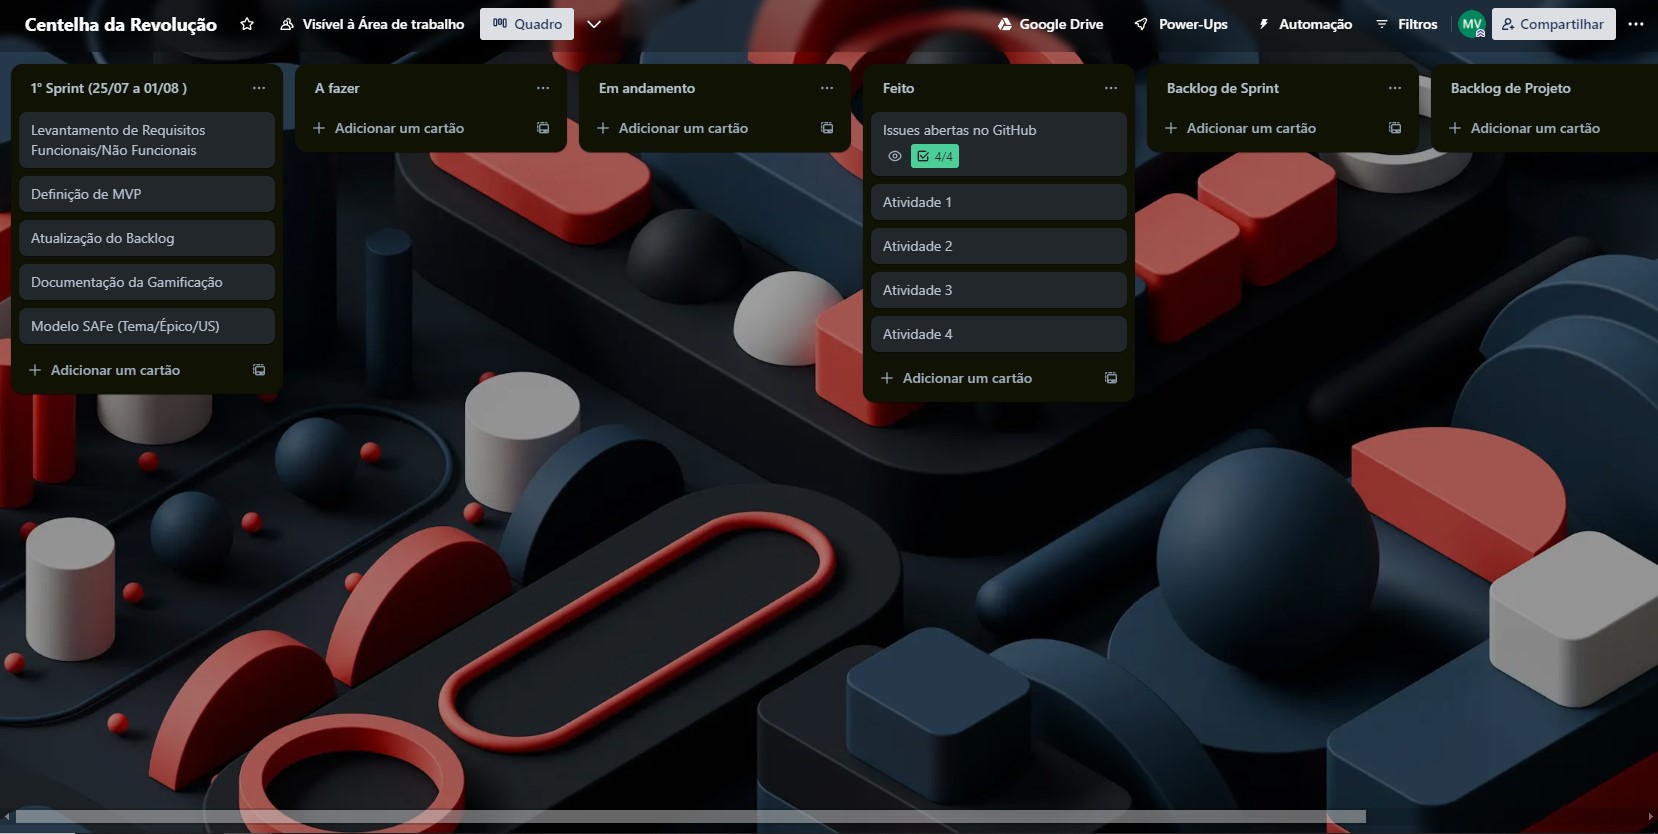 Centelha da Revolução
Visível à Área de trabalho
Quadro
Google Drive
Power-Ups
Automação
Filtros
MV
Compartilhar
1° Sprint (25/07 a 01/08 )
Levantamento de Requisitos
Funcionais/Não Funcionais
Definição de MVP
Atualização do Backlog
Documentação da Gamificação
Modelo SAFe (Tema/Épico/US)
Adicionar um cartão
A fazer
Adicionar um cartão
Em andamento
Adicionar um cartão
Feito
Issues abertas no GitHub
4/4
Atividade 1
Atividade 2
Atividade 3
Atividade 4
Adicionar um cartão
Backlog de Sprint
Adicionar um cartão
Backlog de Projeto
Adicionar um cartão